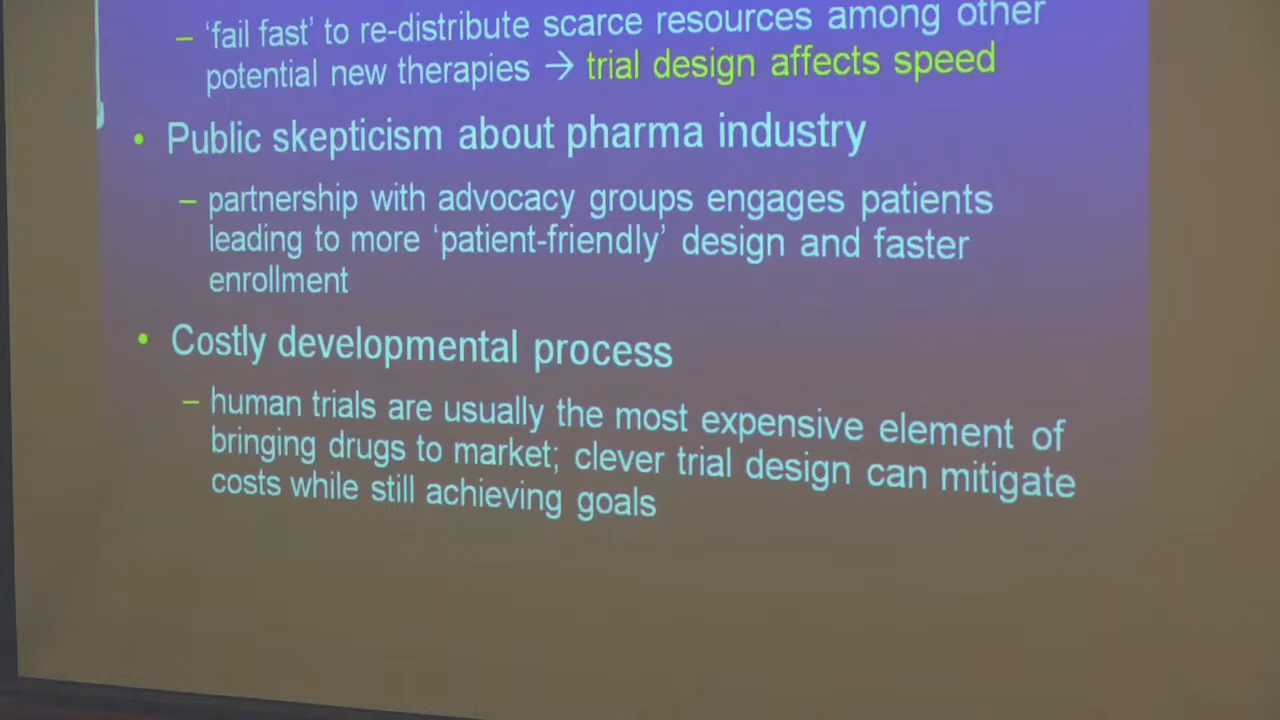 – ‘fail fast’ to re-distribute scarce resources among other
potential new therapies → trial design affects speed
• Public skepticism about pharma industry
– partnership with advocacy groups engages patients
leading to more ‘patient-friendly’ design and faster
enrollment
• Costly developmental process
– human trials are usually the most expensive element of
bringing drugs to market; clever trial design can mitigate
costs while still achieving goals